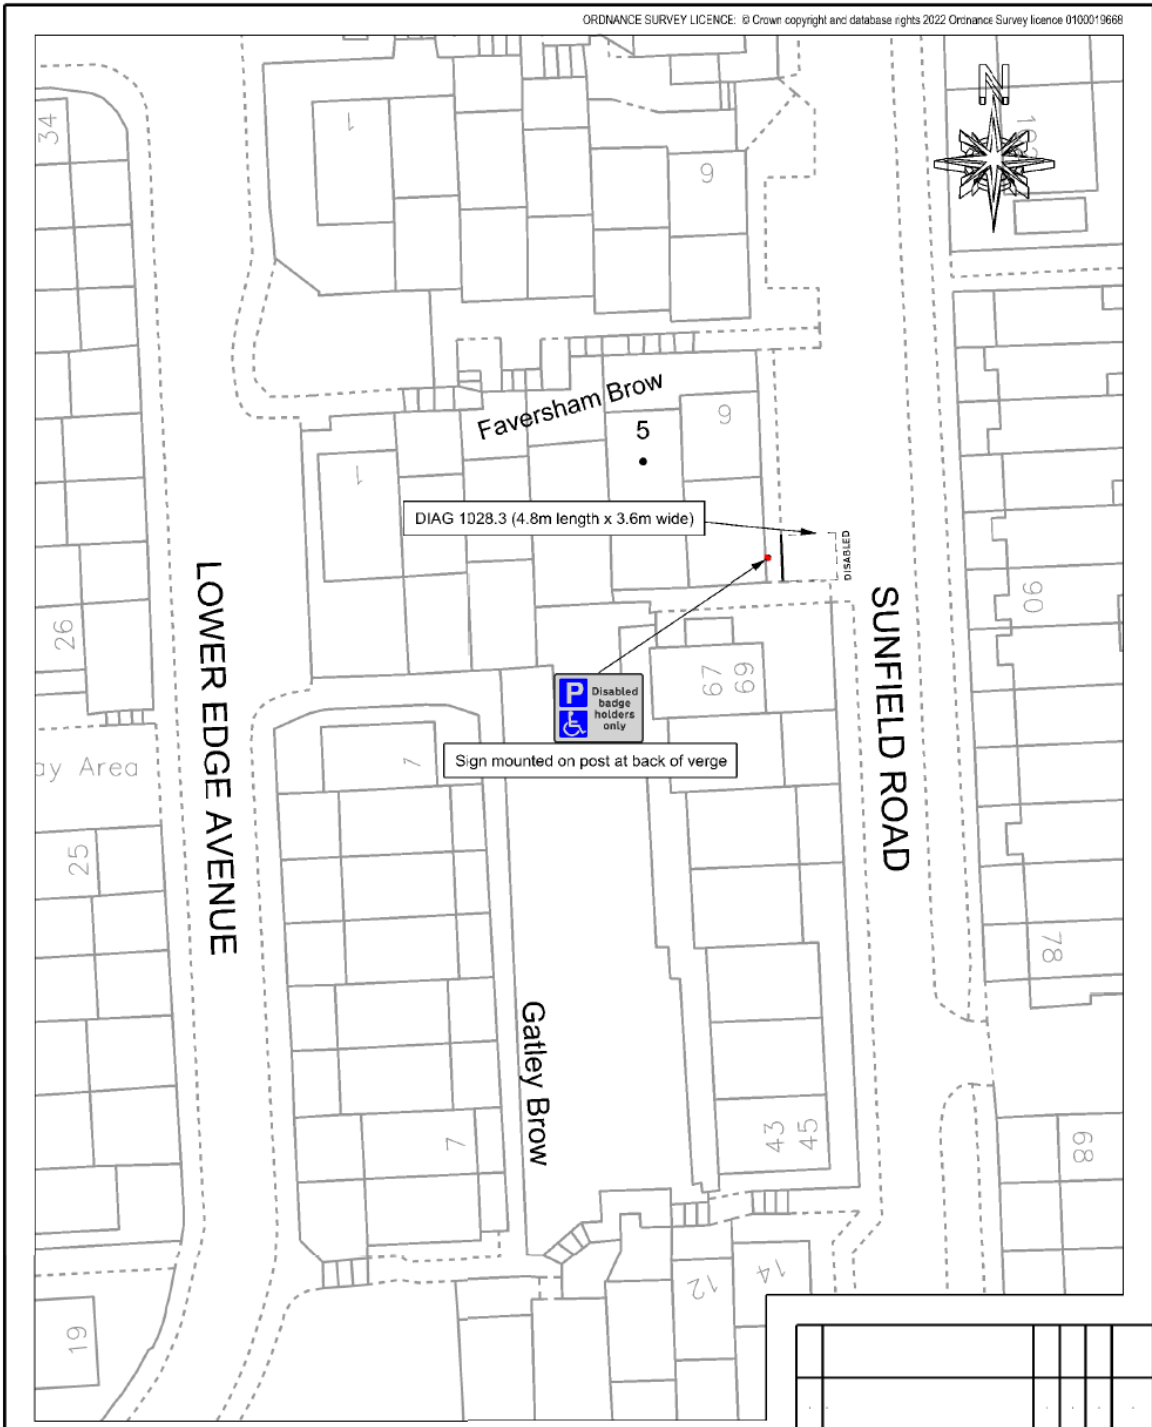 ORDNANCE SURVEY LICENCE: © Crown copyright and database rights 2022 Ordnance Survey licence 0100019668
N
34
1
9
Faversham Brow
5
9
1
DIAG 1028.3 (4.8m length x 3.6m wide)
DISABLED
LOWER EDGE AVENUE
SUNFIELD ROAD
90
26
67
69
P
Disabled
badge
holders
only
Sign mounted on post at back of verge
ay Area
7
25
78
Gatley Brow
7
43
45
68
12
14
19